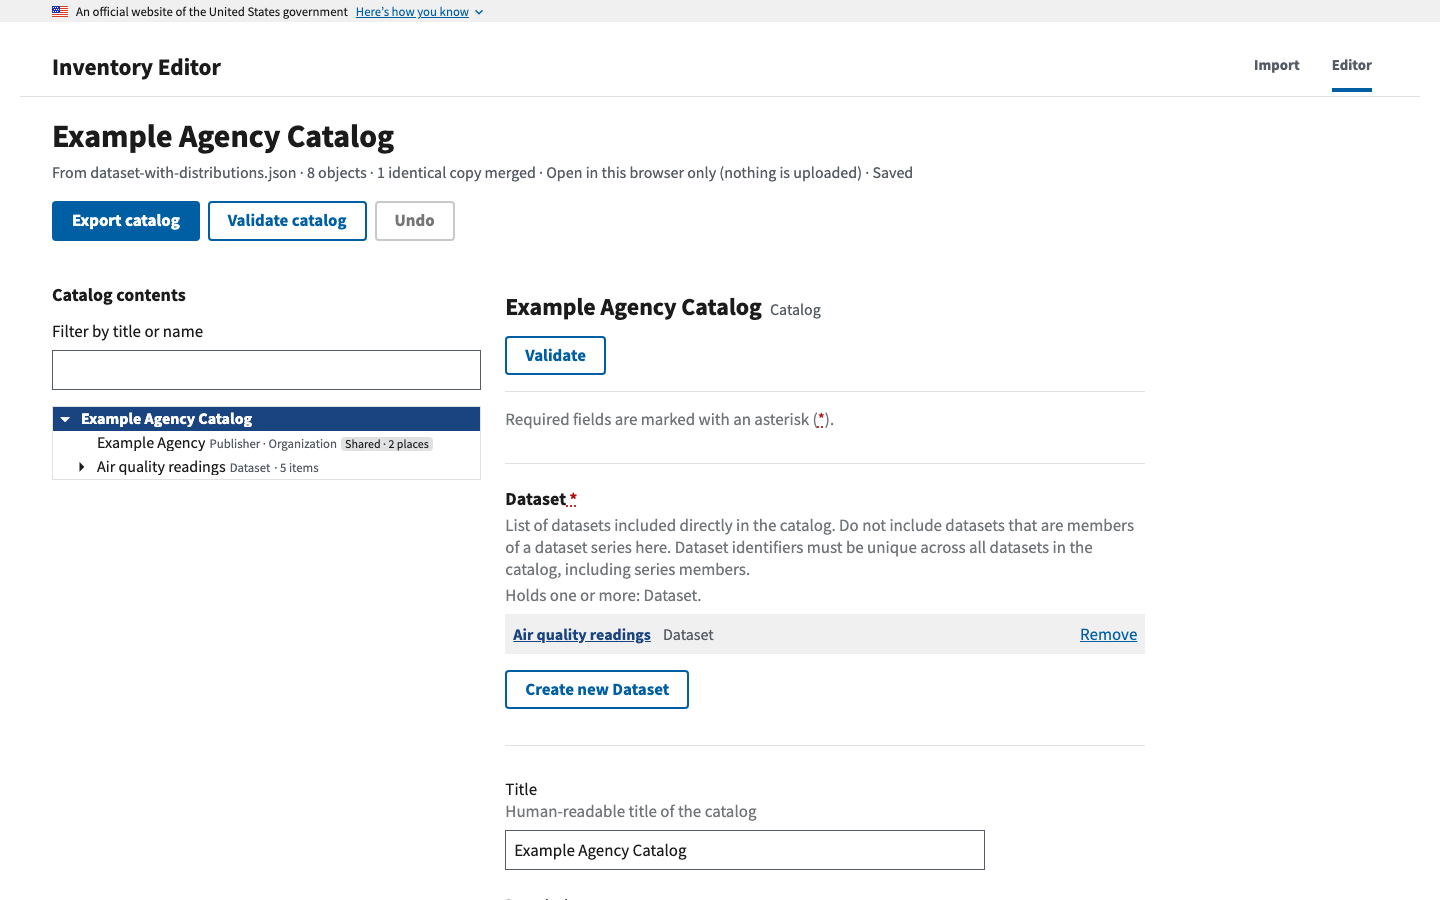 An official website of the United States government Here's how you know
Inventory Editor
Import Editor
Example Agency Catalog
From dataset-with-distributions.json · 8 objects · 1 identical copy merged · Open in this browser only (nothing is uploaded) · Saved
Export catalog Validate catalog Undo
Catalog contents
Filter by title or name
Example Agency Catalog
Example Agency Publisher · Organization Shared · 2 places
Air quality readings Dataset · 5 items
Example Agency Catalog Catalog
Validate
Required fields are marked with an asterisk (*).
Dataset *
List of datasets included directly in the catalog. Do not include datasets that are members
of a dataset series here. Dataset identifiers must be unique across all datasets in the
catalog, including series members.
Holds one or more: Dataset.
Air quality readings Dataset Remove
Create new Dataset
Title
Human-readable title of the catalog
Example Agency Catalog